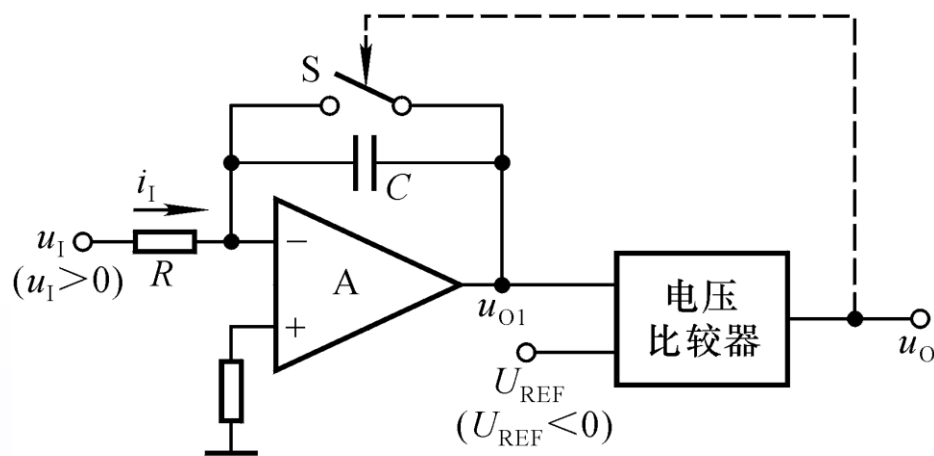 S
C
i_I
u_I
(u_I>0)
R
−
+
A
u_O1
电压
比较器
U_REF
(U_REF<0)
u_O